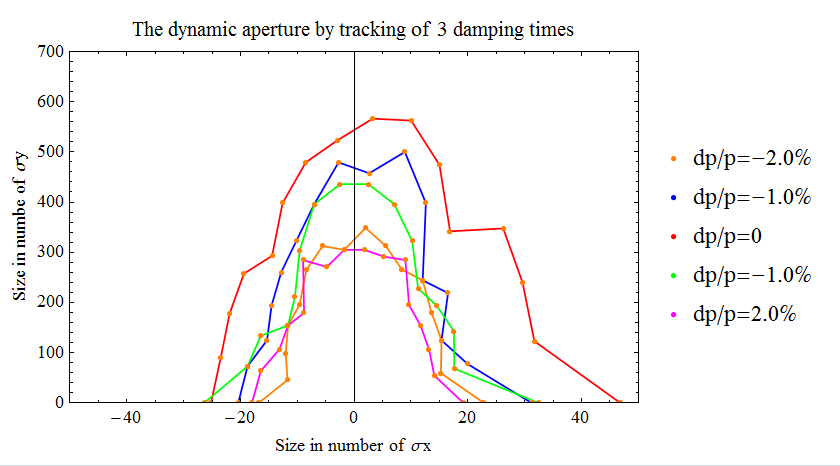 The dynamic aperture by tracking of 3 damping times
700
600
500
400
300
200
100
0
Size in numbe of σy
−40
−20
0
20
40
Size in number of σx
dp/p=−2.0%
dp/p=−1.0%
dp/p=0
dp/p=−1.0%
dp/p=2.0%